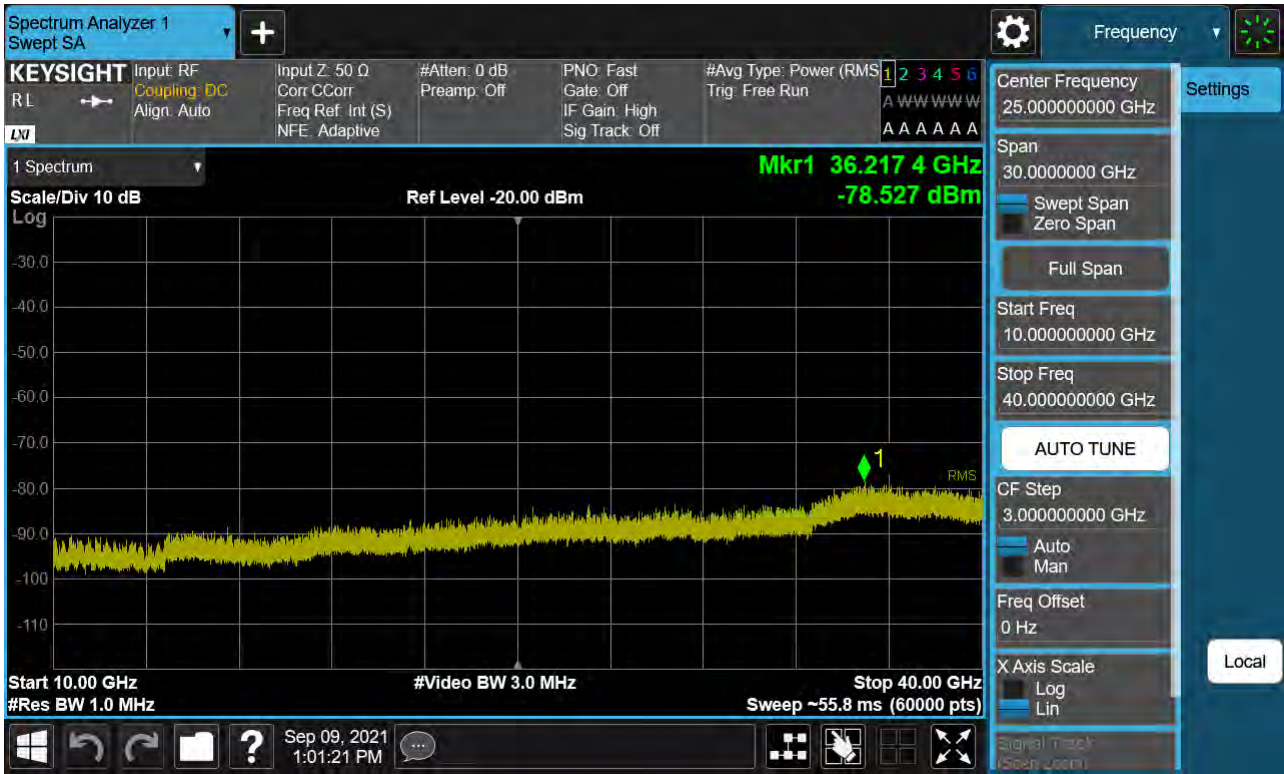 Spectrum Analyzer 1
Swept SA
+
Frequency
KEYSIGHT
RL
LXI
Input: RF
Coupling: DC
Align: Auto
Input Z: 50 Ω
Corr CCorr
Freq Ref: Int (S)
NFE: Adaptive
#Atten: 0 dB
Preamp: Off
PNO: Fast
Gate: Off
IF Gain: High
Sig Track: Off
#Avg Type: Power (RMS
Trig: Free Run
1 2 3 4 5 6
A W W W W W
A A A A A A
1 Spectrum
Scale/Div 10 dB
Ref Level -20.00 dBm
Mkr1 36.217 4 GHz
-78.527 dBm
Log
-30.0
-40.0
-50.0
-60.0
-70.0
-80.0
-90.0
-100
-110
1
RMS
Start 10.00 GHz
#Res BW 1.0 MHz
#Video BW 3.0 MHz
Stop 40.00 GHz
Sweep ~55.8 ms (60000 pts)
Center Frequency
25.000000000 GHz
Span
30.0000000 GHz
Swept Span
Zero Span
Full Span
Start Freq
10.000000000 GHz
Stop Freq
40.000000000 GHz
AUTO TUNE
CF Step
3.000000000 GHz
Auto
Man
Freq Offset
0 Hz
X Axis Scale
Log
Lin
Signal Track
(Span Zoom)
Settings
Local
?
Sep 09, 2021
1:01:21 PM